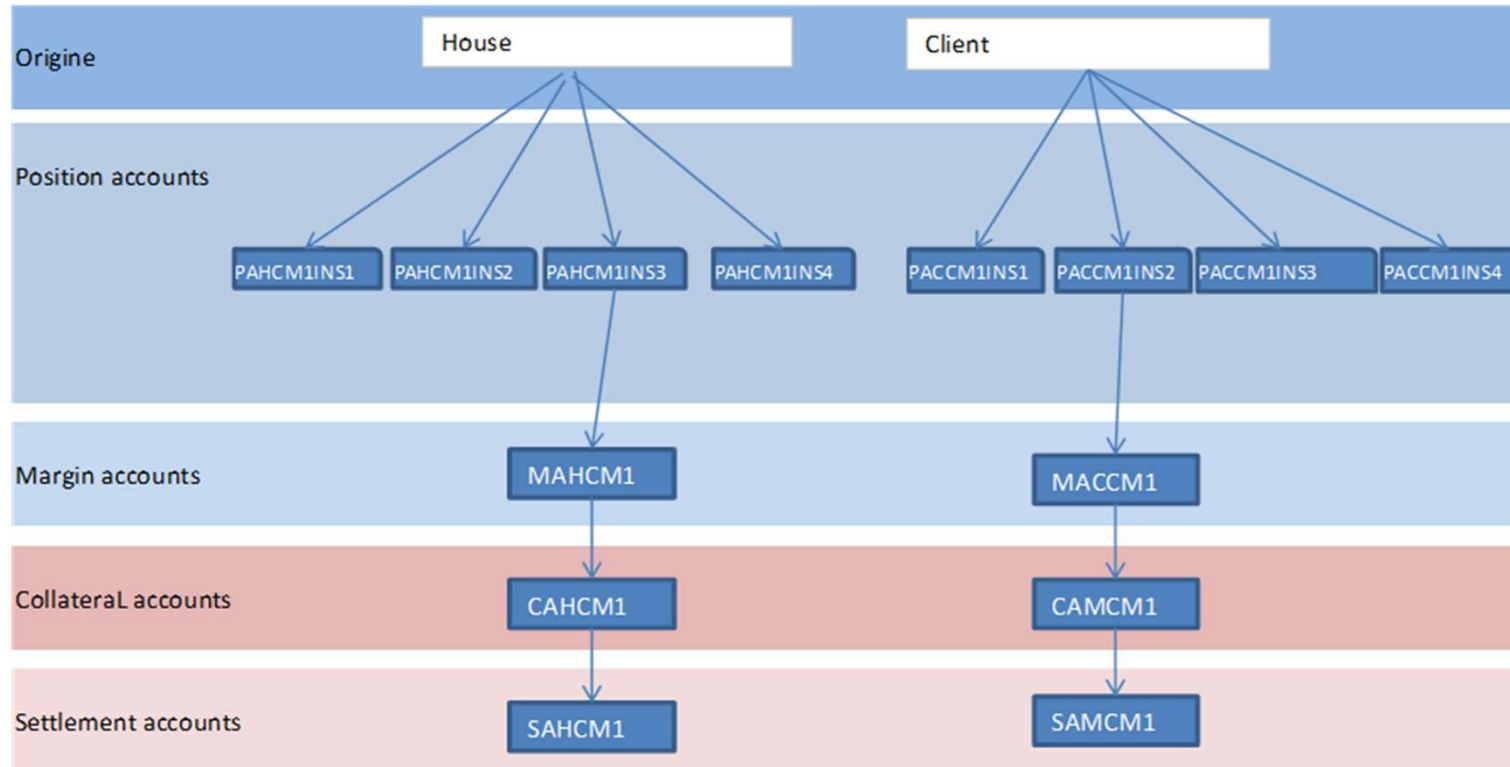 Origine
House
Client
Position accounts
PAHCM1INS1
PAHCM1INS2
PAHCM1INS3
PAHCM1INS4
PACCM1INS1
PACCM1INS2
PACCM1INS3
PACCM1INS4
Margin accounts
MAHCM1
MACCM1
CollateraL accounts
CAHCM1
CAMCM1
Settlement accounts
SAHCM1
SAMCM1